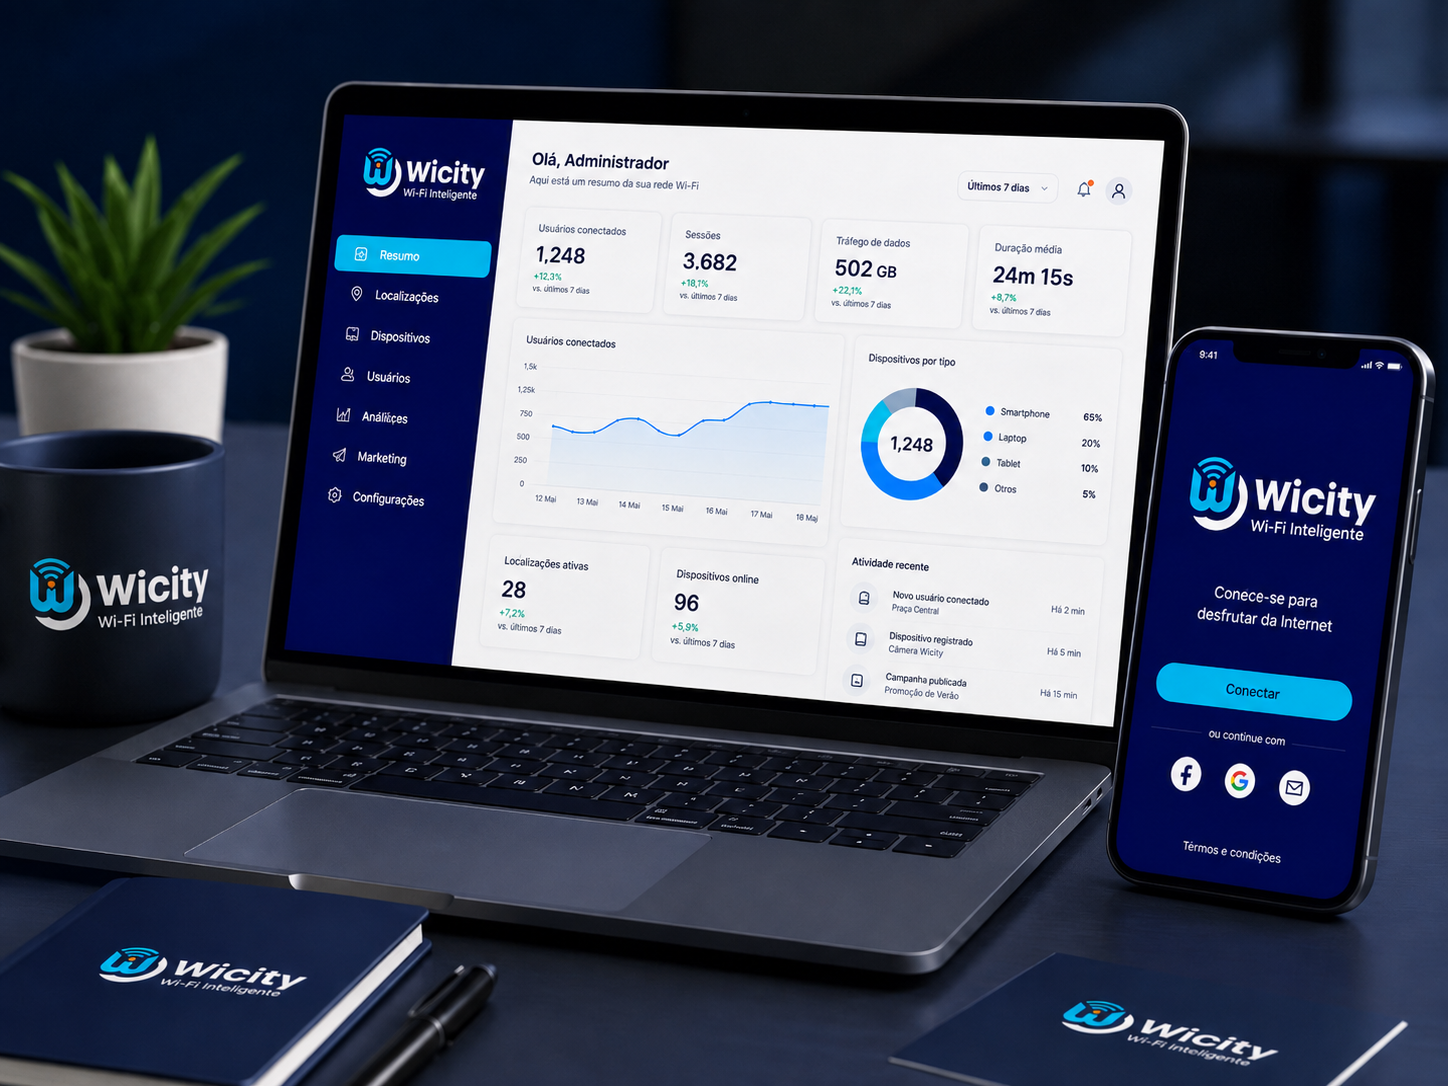 Wicity
Wi-Fi Inteligente
Resumo
Localizações
Dispositivos
Usuários
Marketing
Configurações
Olá, Administrador
Aqui está um resumo da sua rede Wi-Fi
Últimos 7 dias
Usuários conectados
1,248
+12,3%
vs. últimos 7 dias
Sessões
3.682
+18,1%
vs. últimos 7 dias
Tráfego de dados
502 GB
+22,1%
vs. últimos 7 dias
Duração média
24m 15s
+8,7%
vs. últimos 7 dias
Usuários conectados
1,5k
1,25k
750
500
250
0
12 Mai
13 Mai
14 Mai
15 Mai
16 Mai
17 Mai
18 Maj
Dispositivos por tipo
1,248
Smartphone 65%
Laptop 20%
Tablet 10%
Otros 5%
Localizações ativas
28
+7,2%
vs. últimos 7 dias
Dispositivos online
96
+5,9%
vs. últimos 7 dias
Atividade recente
Novo usuário conectado
Praça Central
Há 2 min
Dispositivo registrado
Câmera Wicity
Há 5 min
Campanha publicada
Promoção de Verão
Há 15 min
9:41
Wicity
Wi-Fi Inteligente
Conece-se para
desfrutar da Internet
Conectar
ou continue com
Térmos e condições
Wicity
Wi-Fi Inteligente
Wicity
Wi-Fi Inteligente
Wicity
Wi-Fi Inteligente